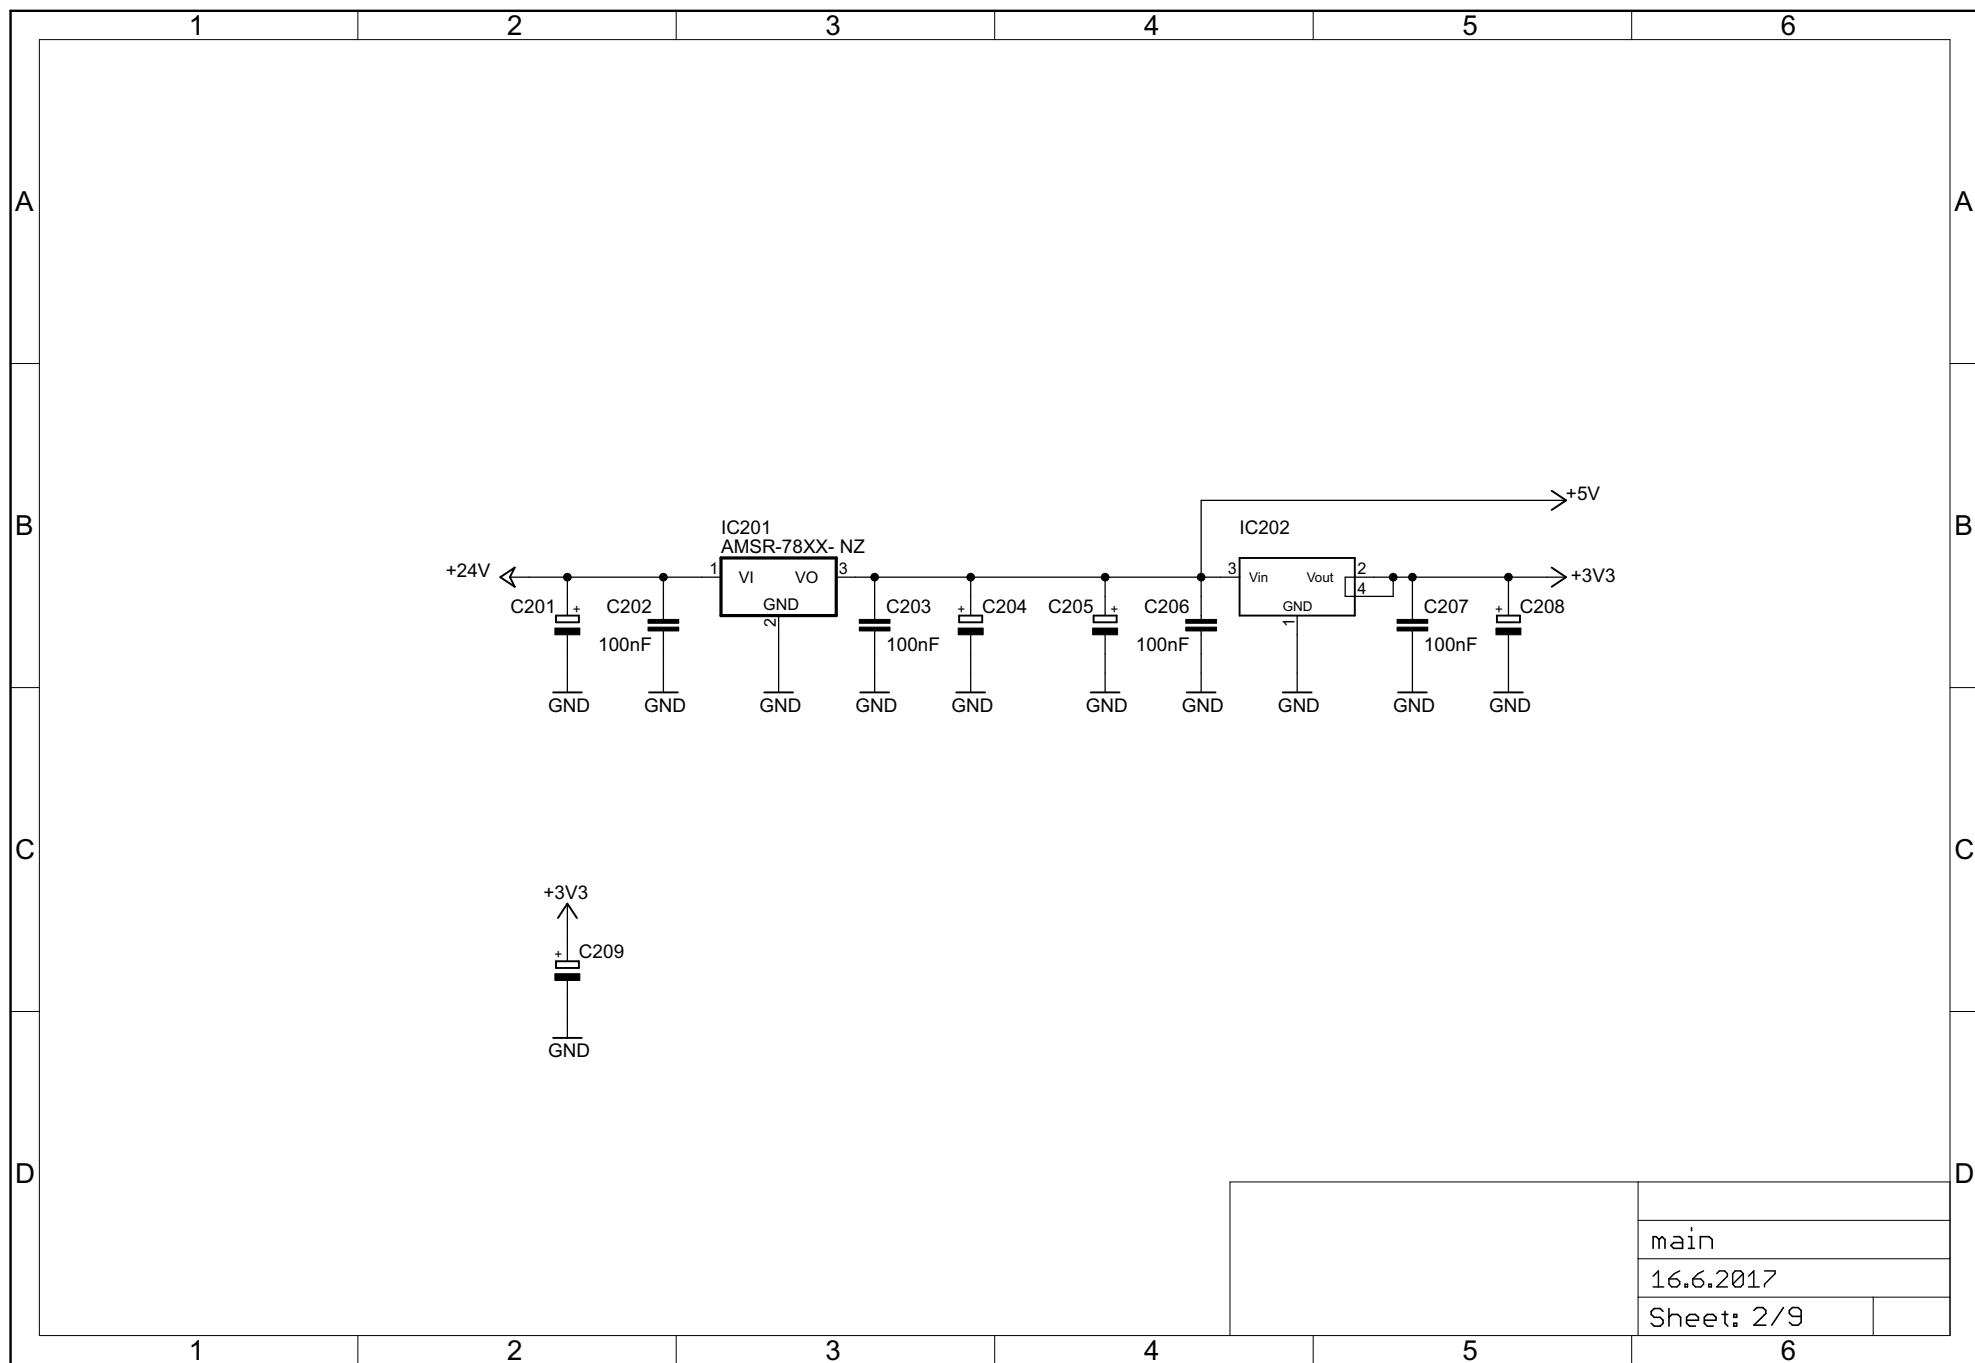 1 2 3 4 5 6
A A
+5V
B IC201 IC202 B
AMSR-78XX- NZ
+24V 1 VI VO 3 3 Vin Vout 2 +3V3
4
C201 + C202 GND C203 + C204 C205 + C206 GND C207 + C208
2 1
100nF 100nF 100nF 100nF
GND GND GND GND GND GND GND GND GND GND
C C
+3V3
+ C209
GND
D D
main
16.6.2017
Sheet: 2/9
1 2 3 4 5 6